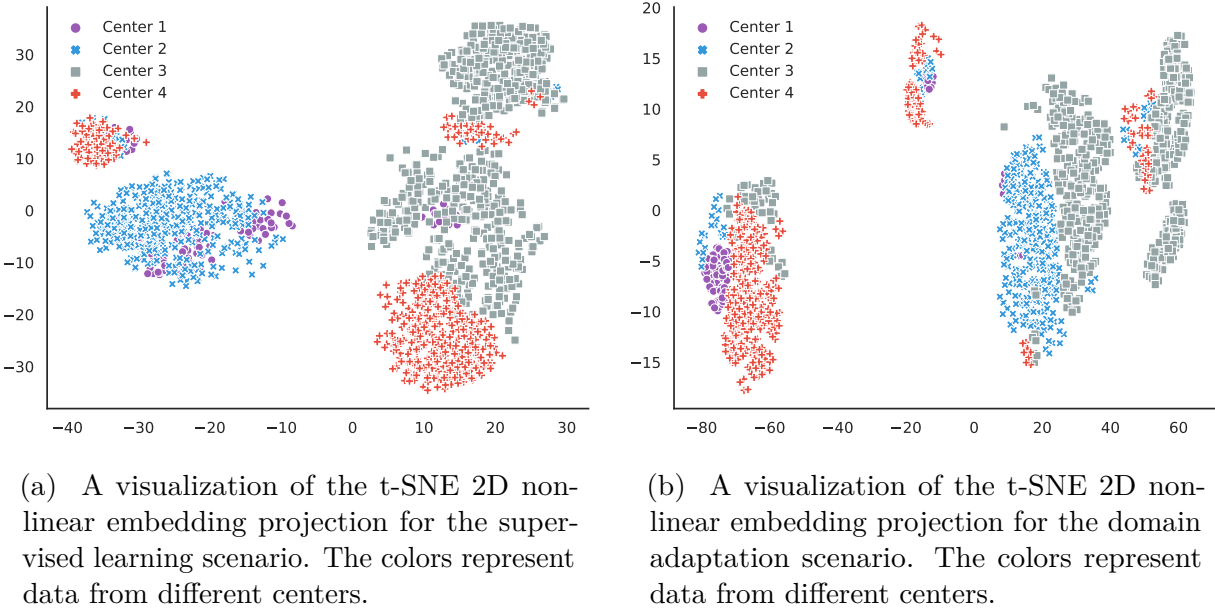 Center 1
Center 2
Center 3
Center 4
30
20
10
0
−10
−20
−30
−40 −30 −20 −10 0 10 20 30
(a) A visualization of the t-SNE 2D non-
linear embedding projection for the super-
vised learning scenario. The colors represent
data from different centers.
Center 1
Center 2
Center 3
Center 4
20
15
10
5
0
−5
−10
−15
−80 −60 −40 −20 0 20 40 60
(b) A visualization of the t-SNE 2D non-
linear embedding projection for the domain
adaptation scenario. The colors represent
data from different centers.